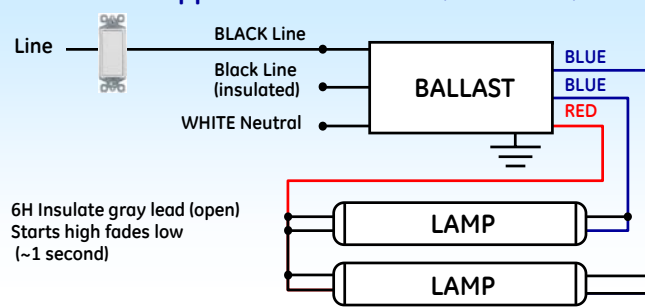 Line
BLACK Line
Black Line
(insulated)
WHITE Neutral
BALLAST
BLUE
BLUE
RED
6H Insulate gray lead (open)
Starts high fades low
(~1 second)
LAMP
LAMP